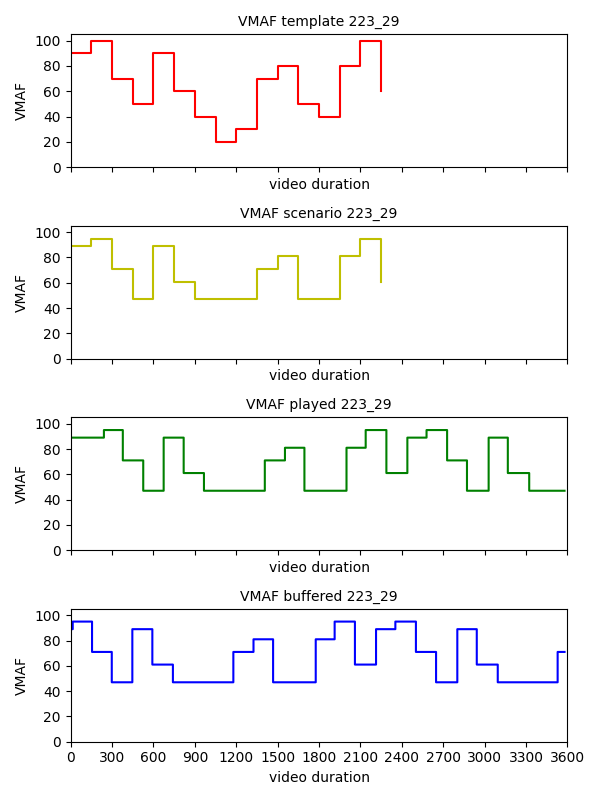 VMAF template 223_29
100
80
60
40
20
0
VMAF
video duration
VMAF scenario 223_29
100
80
60
40
20
0
VMAF
video duration
VMAF played 223_29
100
80
60
40
20
0
VMAF
video duration
VMAF buffered 223_29
100
80
60
40
20
0
VMAF
0 300 600 900 1200 1500 1800 2100 2400 2700 3000 3300 3600
video duration